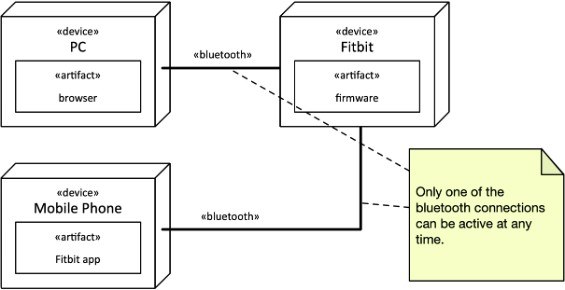 «device»
PC
«artifact»
browser
«bluetooth»
«device»
Fitbit
«artifact»
firmware
«device»
Mobile Phone
«artifact»
Fitbit app
«bluetooth»
Only one of the
bluetooth connections
can be active at any
time.